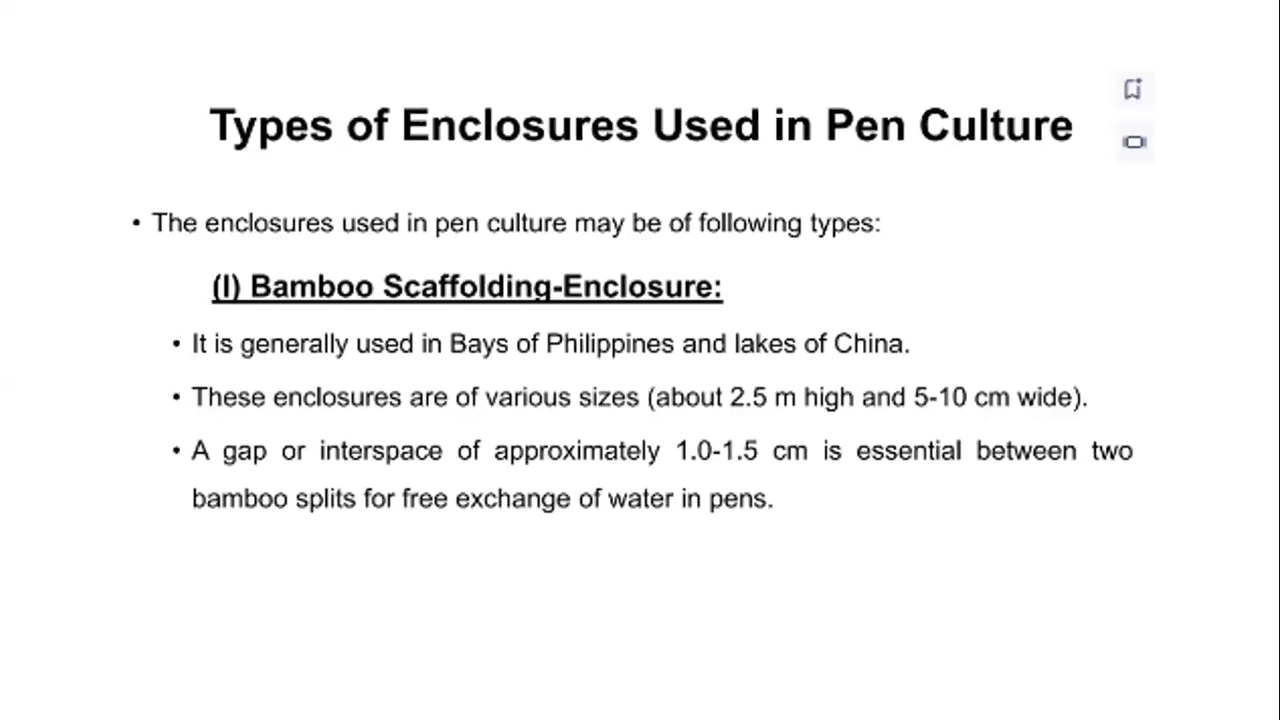 Types of Enclosures Used in Pen Culture
• The enclosures used in pen culture may be of following types:
(I) Bamboo Scaffolding-Enclosure:
• It is generally used in Bays of Philippines and lakes of China.
• These enclosures are of various sizes (about 2.5 m high and 5-10 cm wide).
• A gap or interspace of approximately 1.0-1.5 cm is essential between two
bamboo splits for free exchange of water in pens.